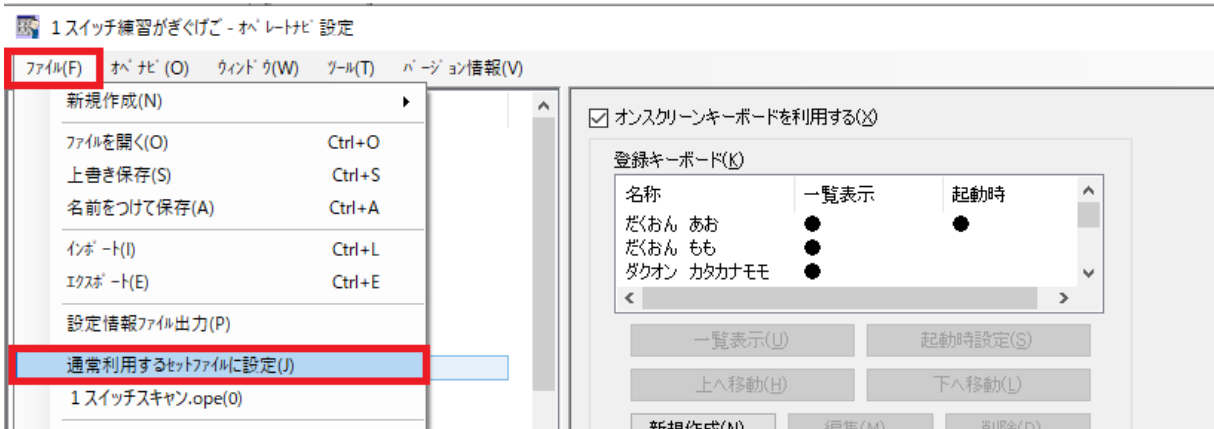 1スイッチ練習がぎぐげご - ｵﾍﾟﾚｰﾄﾅﾋﾞ 設定
ﾌｧｲﾙ(F) ｵﾍﾟﾅﾋﾞ(O) ｳｨﾝﾄﾞｳ(W) ﾂｰﾙ(T) ﾊﾞｰｼﾞｮﾝ情報(V)
新規作成(N)
ﾌｧｲﾙを開く(O) Ctrl+O
上書き保存(S) Ctrl+S
名前をつけて保存(A) Ctrl+A
ｲﾝﾎﾟｰﾄ(I) Ctrl+L
ｴｸｽﾎﾟｰﾄ(E) Ctrl+E
設定情報ﾌｧｲﾙ出力(P)
通常利用するｾｯﾄﾌｧｲﾙに設定(J)
1スイッチスキャン.ope(0)
オンスクリーンキーボードを利用する(X)
登録キーボード(K)
名称 一覧表示 起動時
だくおん あお ● ●
だくおん もも ●
ダクオン カタカナモモ ●
一覧表示(U) 起動時設定(S)
上へ移動(H) 下へ移動(L)
新規作成(N) 編集(M) 削除(D)